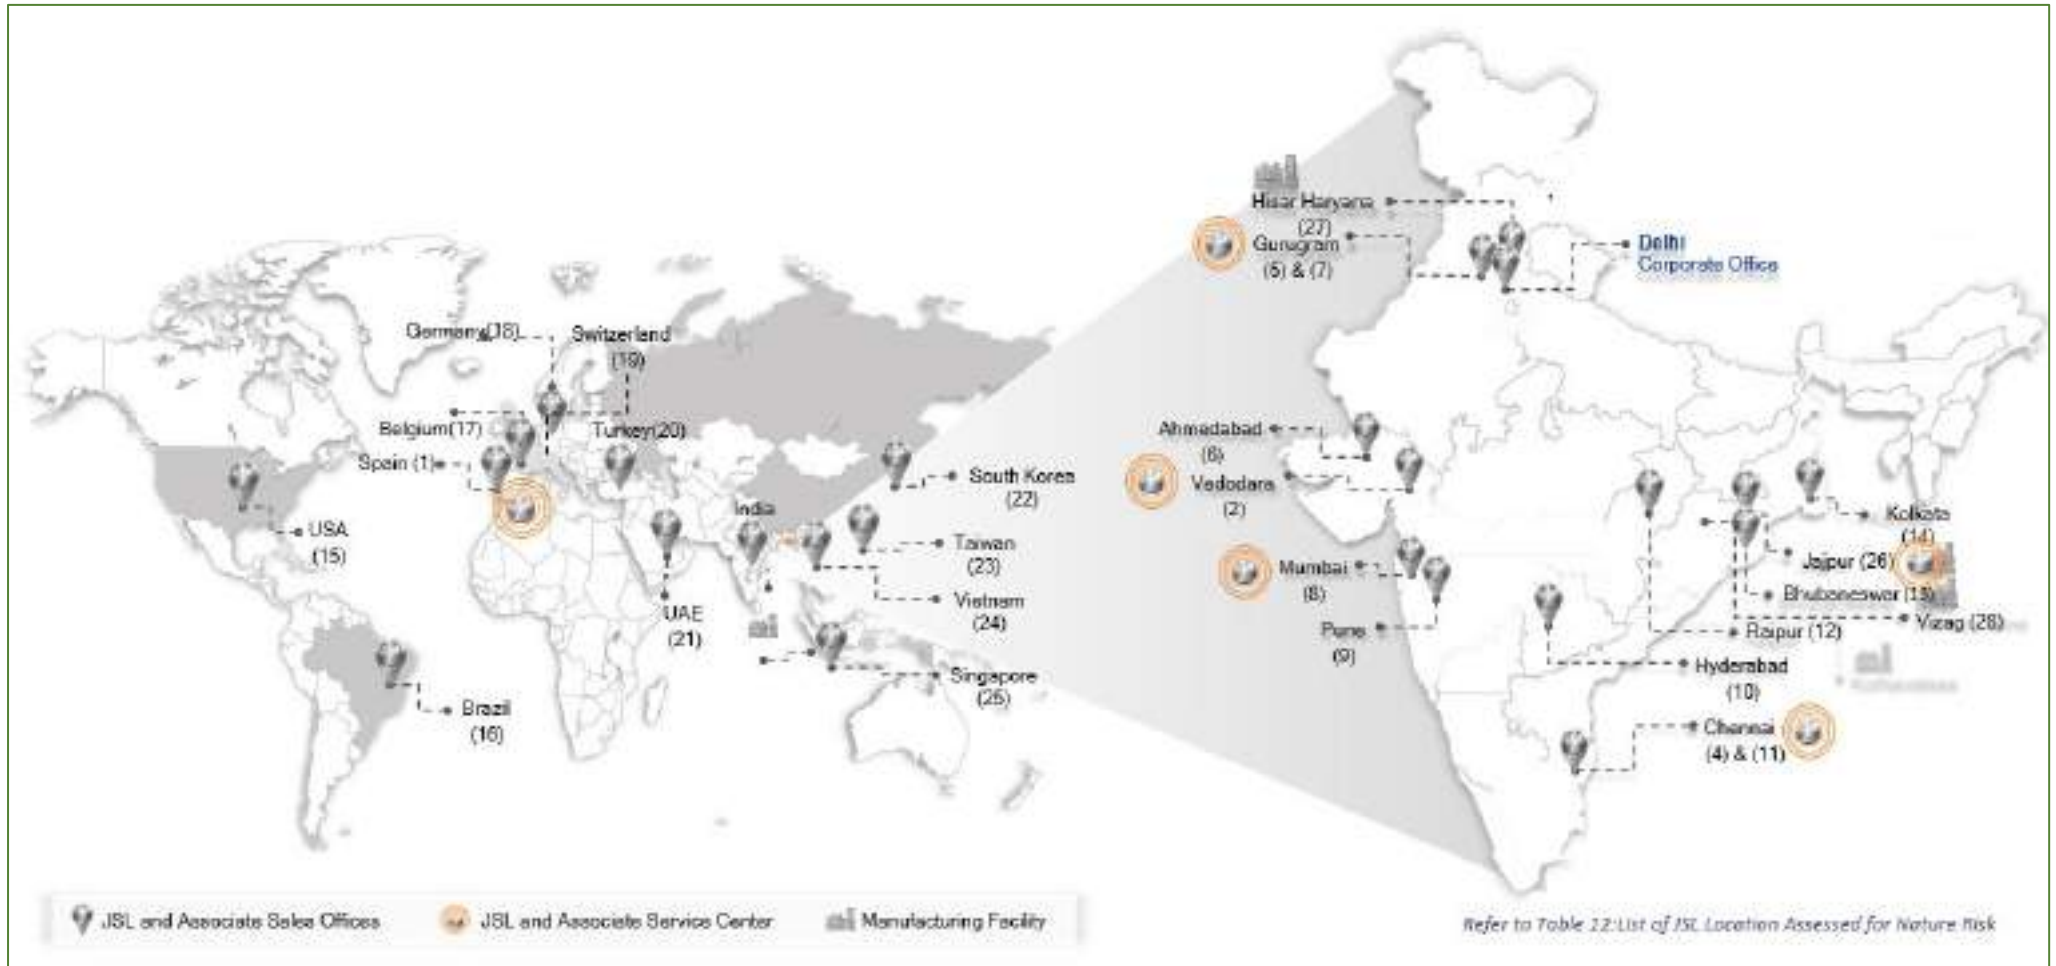 Germany(18)
Switzerland
(19)
Belgium(17)
Turkey(20)
Spain (1)
USA
(15)
India
South Korea
(22)
Taiwan
(23)
Vietnam
(24)
UAE
(21)
Singapore
(25)
Brazil
(16)
Hisar Haryana
(27)
Gurugram
(5) & (7)
Delhi
Corporate Office
Ahmedabad
(6)
Vadodara
(2)
Mumbai
(8)
Pune
(9)
Kolkata
(14)
Jajpur (26)
Bhubaneswar (13)
Vizag (28)
Raipur (12)
Hyderabad
(10)
Chennai
(4) & (11)
JSL and Associate Sales Offices
JSL and Associate Service Center
Manufacturing Facility
Refer to Table 12:List of JSL Location Assessed for Nature Risk